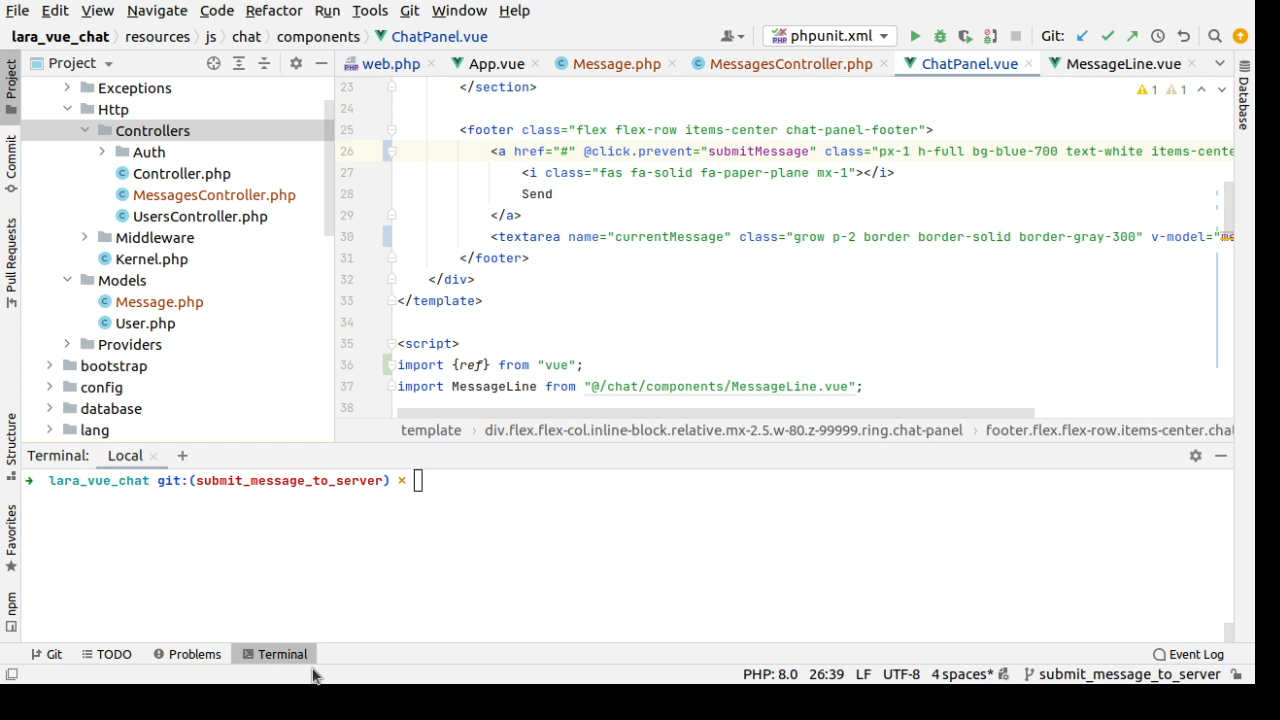 File Edit View Navigate Code Refactor Run Tools Git Window Help
lara_vue_chat resources js chat components ChatPanel.vue
phpunit.xml
Git:
Project
web.php App.vue Message.php MessagesController.php ChatPanel.vue MessageLine.vue
Project
Commit
Pull Requests
Structure
Favorites
npm
Database
Exceptions
Http
Controllers
Auth
Controller.php
MessagesController.php
UsersController.php
Middleware
Kernel.php
Models
Message.php
User.php
Providers
bootstrap
config
database
lang
1 1
23 </section>
24
25 <footer class="flex flex-row items-center chat-panel-footer">
26 <a href="#" @click.prevent="submitMessage" class="px-1 h-full bg-blue-700 text-white items-cente
27 <i class="fas fa-solid fa-paper-plane mx-1"></i>
28 Send
29 </a>
30 <textarea name="currentMessage" class="grow p-2 border border-solid border-gray-300" v-model="me
31 </footer>
32 </div>
33 </template>
34
35 <script>
36 import {ref} from "vue";
37 import MessageLine from "@/chat/components/MessageLine.vue";
38
template div.flex.flex-col.inline-block.relative.mx-2.5.w-80.z-99999.ring.chat-panel footer.flex.flex-row.items-center.chat
Terminal: Local
lara_vue_chat git:(submit_message_to_server) ×
Git TODO Problems Terminal Event Log
PHP: 8.0 26:39 LF UTF-8 4 spaces* submit_message_to_server